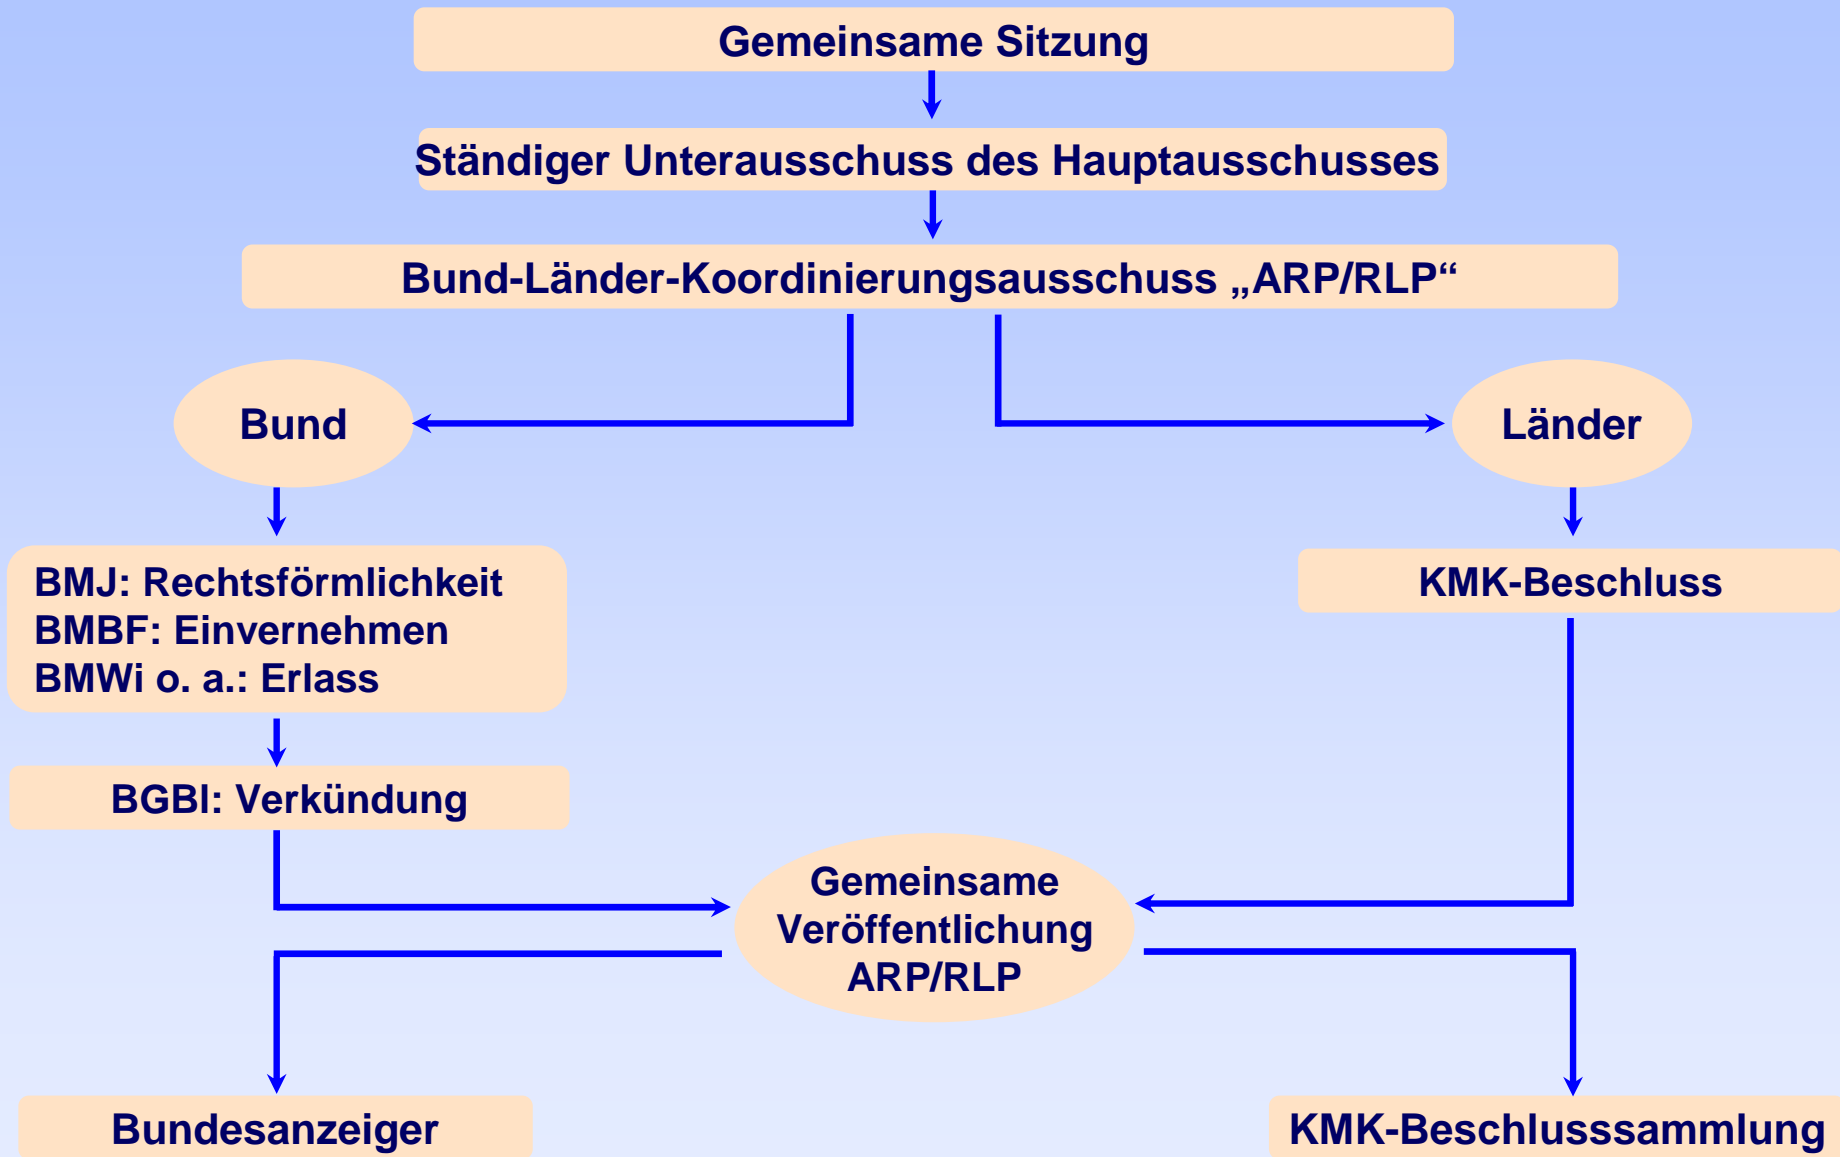 Gemeinsame Sitzung
Ständiger Unterausschuss des Hauptausschusses
Bund-Länder-Koordinierungsausschuss „ARP/RLP“
Bund
Länder
BMJ: Rechtsförmlichkeit
BMBF: Einvernehmen
BMWi o. a.: Erlass
KMK-Beschluss
BGBl: Verkündung
Gemeinsame
Veröffentlichung
ARP/RLP
Bundesanzeiger
KMK-Beschlusssammlung